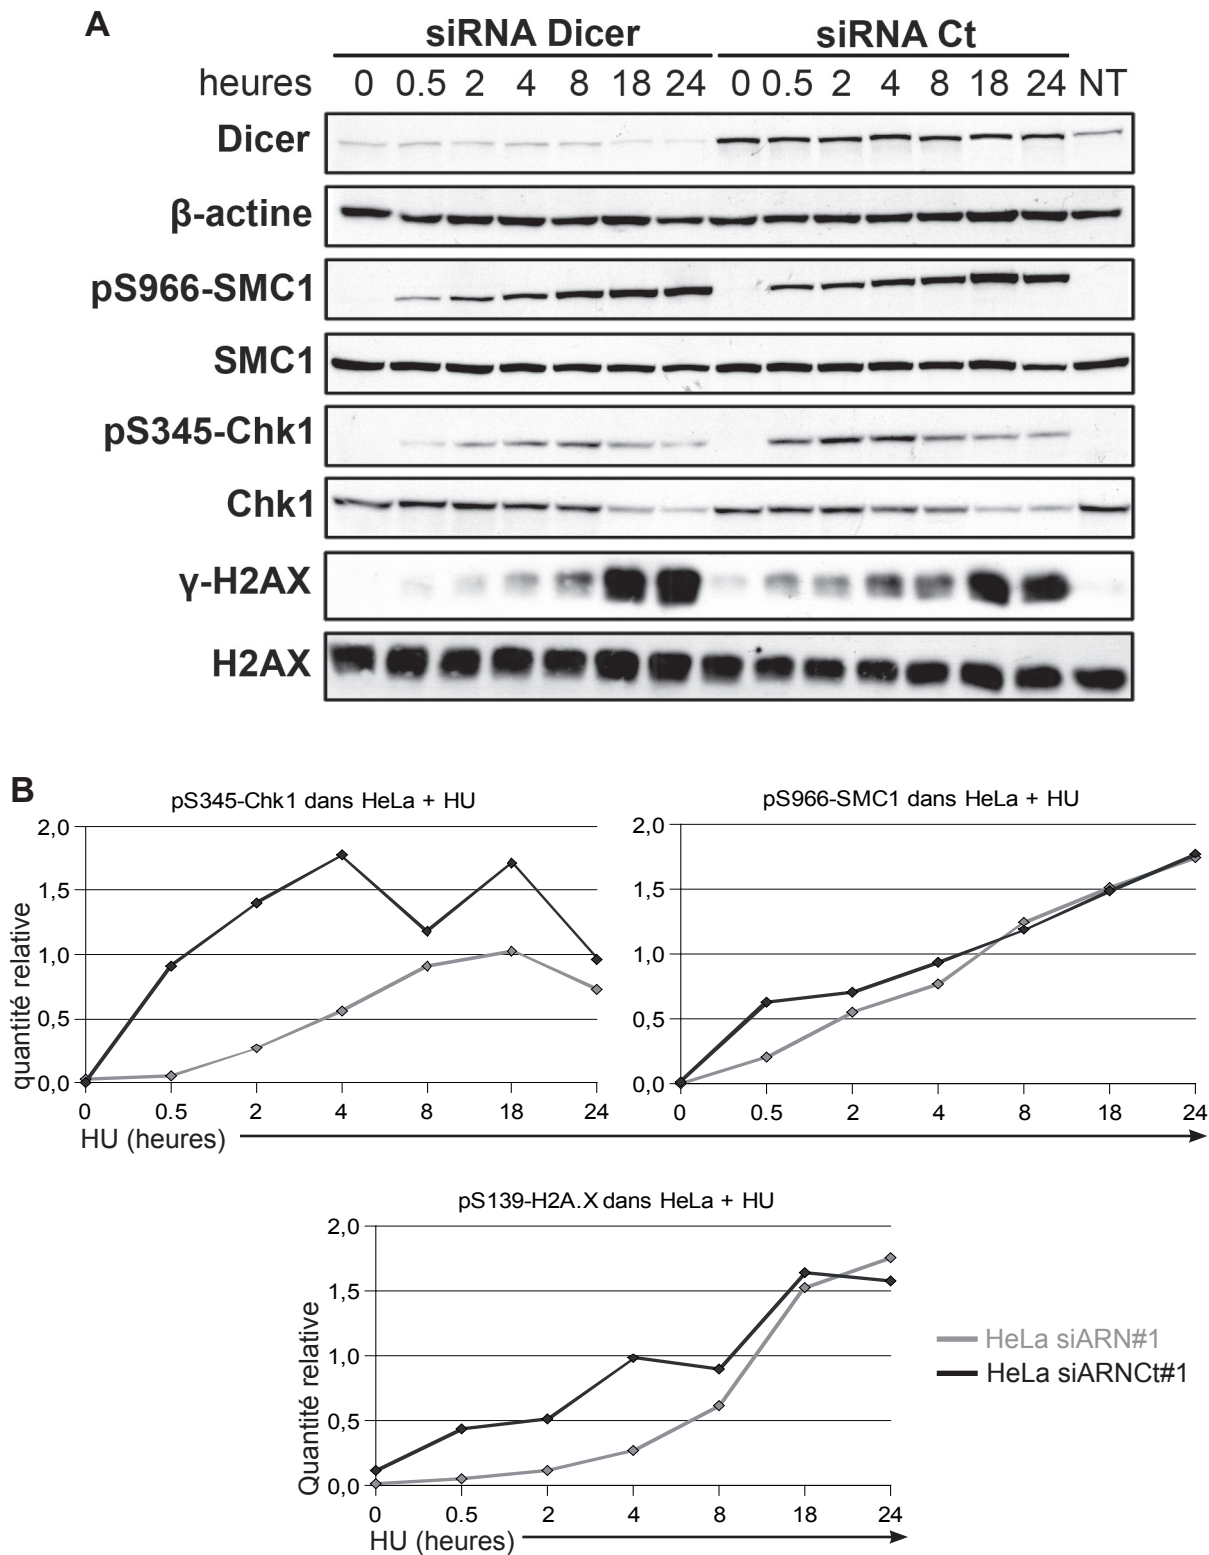 A
siRNA Dicer siRNA Ct
heures 0 0.5 2 4 8 18 24 0 0.5 2 4 8 18 24 NT
Dicer
β-actine
pS966-SMC1
SMC1
pS345-Chk1
Chk1
γ-H2AX
H2AX
B
pS345-Chk1 dans HeLa + HU
quantité relative
2,0
1,5
1,0
0,5
0,0
0 0.5 2 4 8 18 24
HU (heures)
pS966-SMC1 dans HeLa + HU
2,0
1,5
1,0
0,5
0,0
0 0.5 2 4 8 18 24
pS139-H2A.X dans HeLa + HU
Quantité relative
2,0
1,5
1,0
0,5
0,0
0 0.5 2 4 8 18 24
HU (heures)
HeLa siARN#1
HeLa siARNCt#1